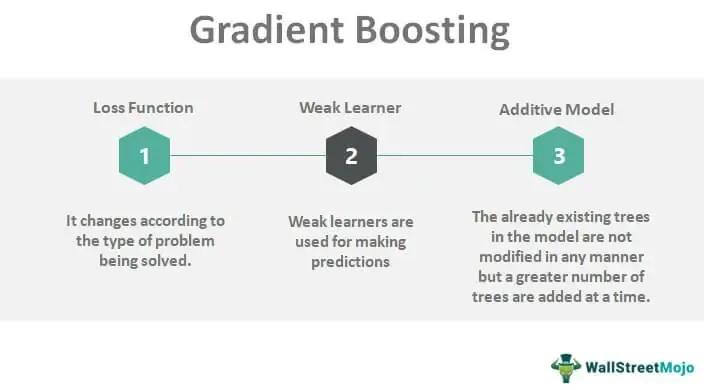 Gradient Boosting
Loss Function
1
It changes according to
the type of problem
being solved.
Weak Learner
2
Weak learners are
used for making
predictions
Additive Model
3
The already existing trees
in the model are not
modified in any manner
but a greater number of
trees are added at a time.
WallStreetMojo